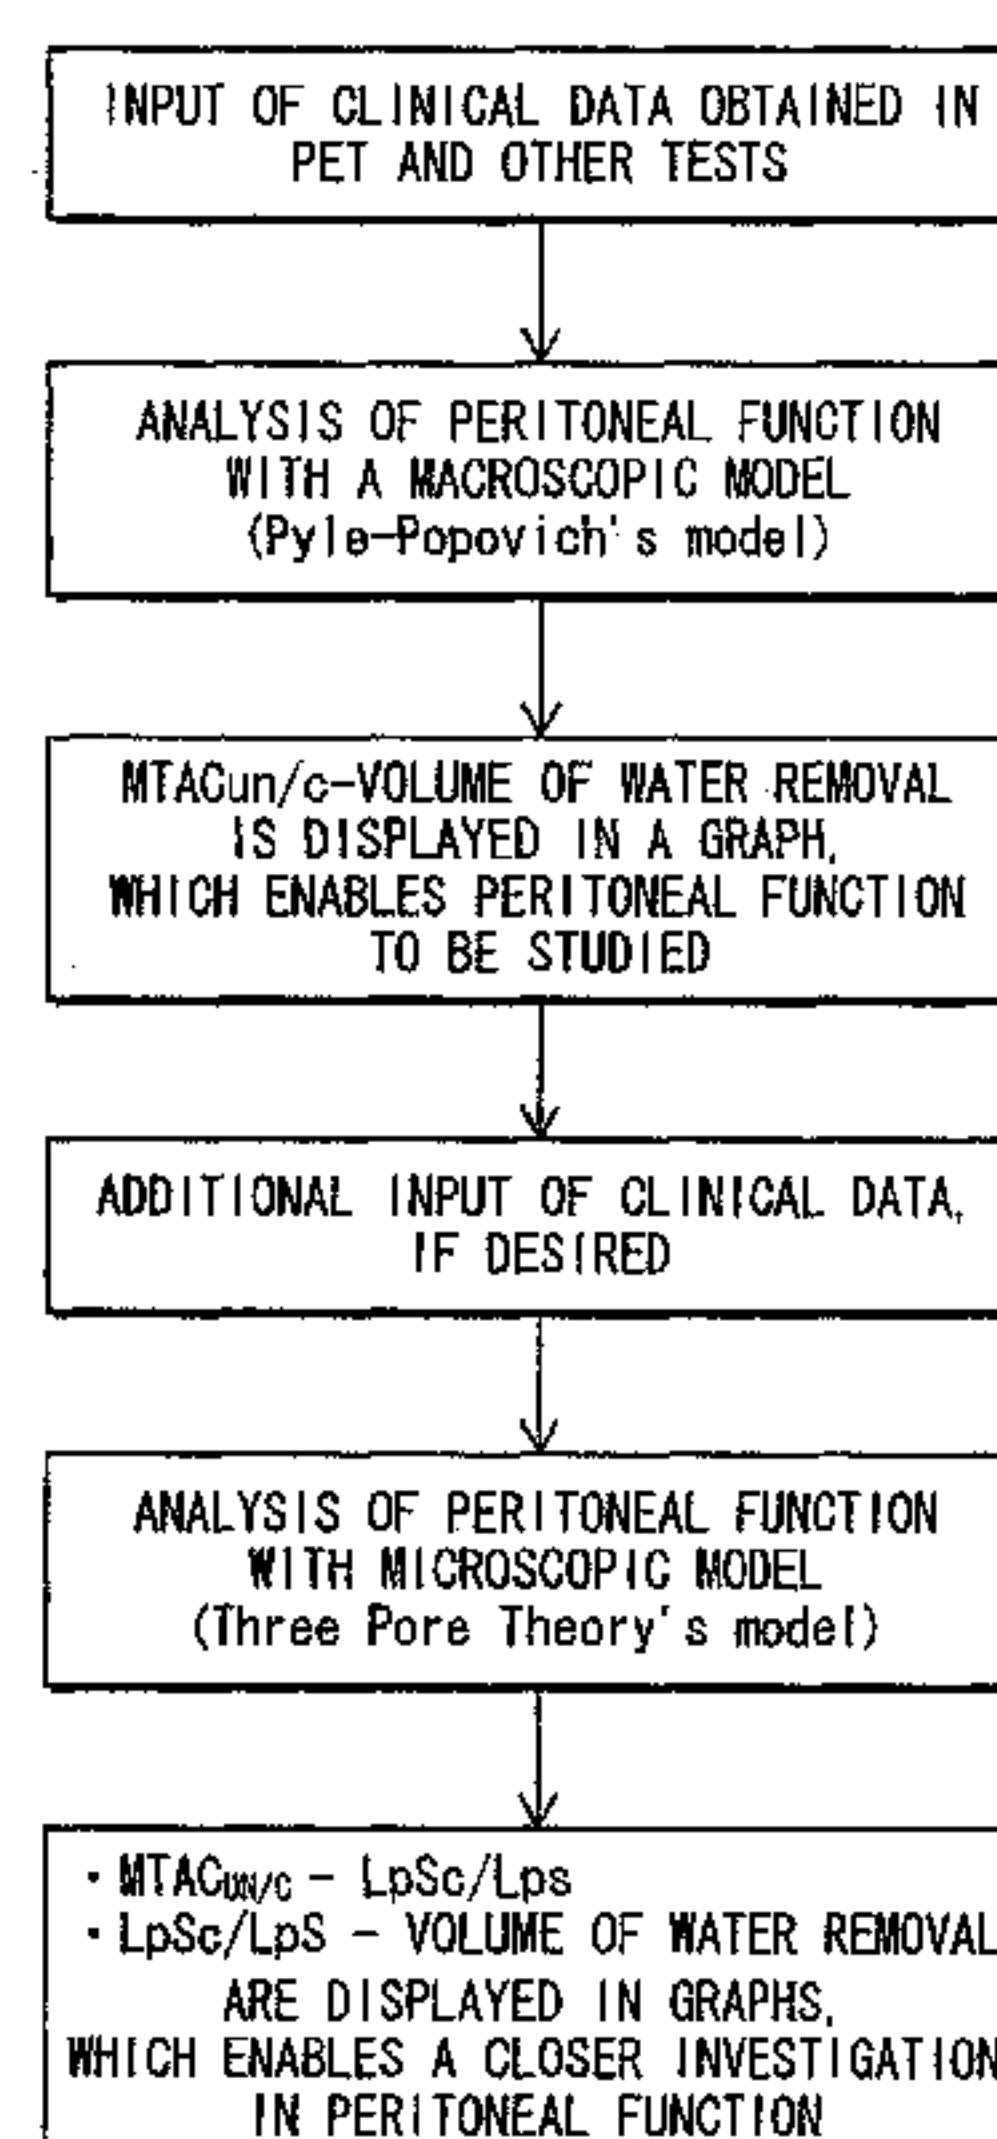 INPUT OF CLINICAL DATA OBTAINED IN
PET AND OTHER TESTS
ANALYSIS OF PERITONEAL FUNCTION
WITH A MACROSCOPIC MODEL
(Pyle-Popovich's model)
MTACun/c-VOLUME OF WATER REMOVAL
IS DISPLAYED IN A GRAPH,
WHICH ENABLES PERITONEAL FUNCTION
TO BE STUDIED
ADDITIONAL INPUT OF CLINICAL DATA,
IF DESIRED
ANALYSIS OF PERITONEAL FUNCTION
WITH MICROSCOPIC MODEL
(Three Pore Theory's model)
・MTACUN/C - LpSc/Lps
・LpSc/LpS - VOLUME OF WATER REMOVAL
ARE DISPLAYED IN GRAPHS,
WHICH ENABLES A CLOSER INVESTIGATION
IN PERITONEAL FUNCTION